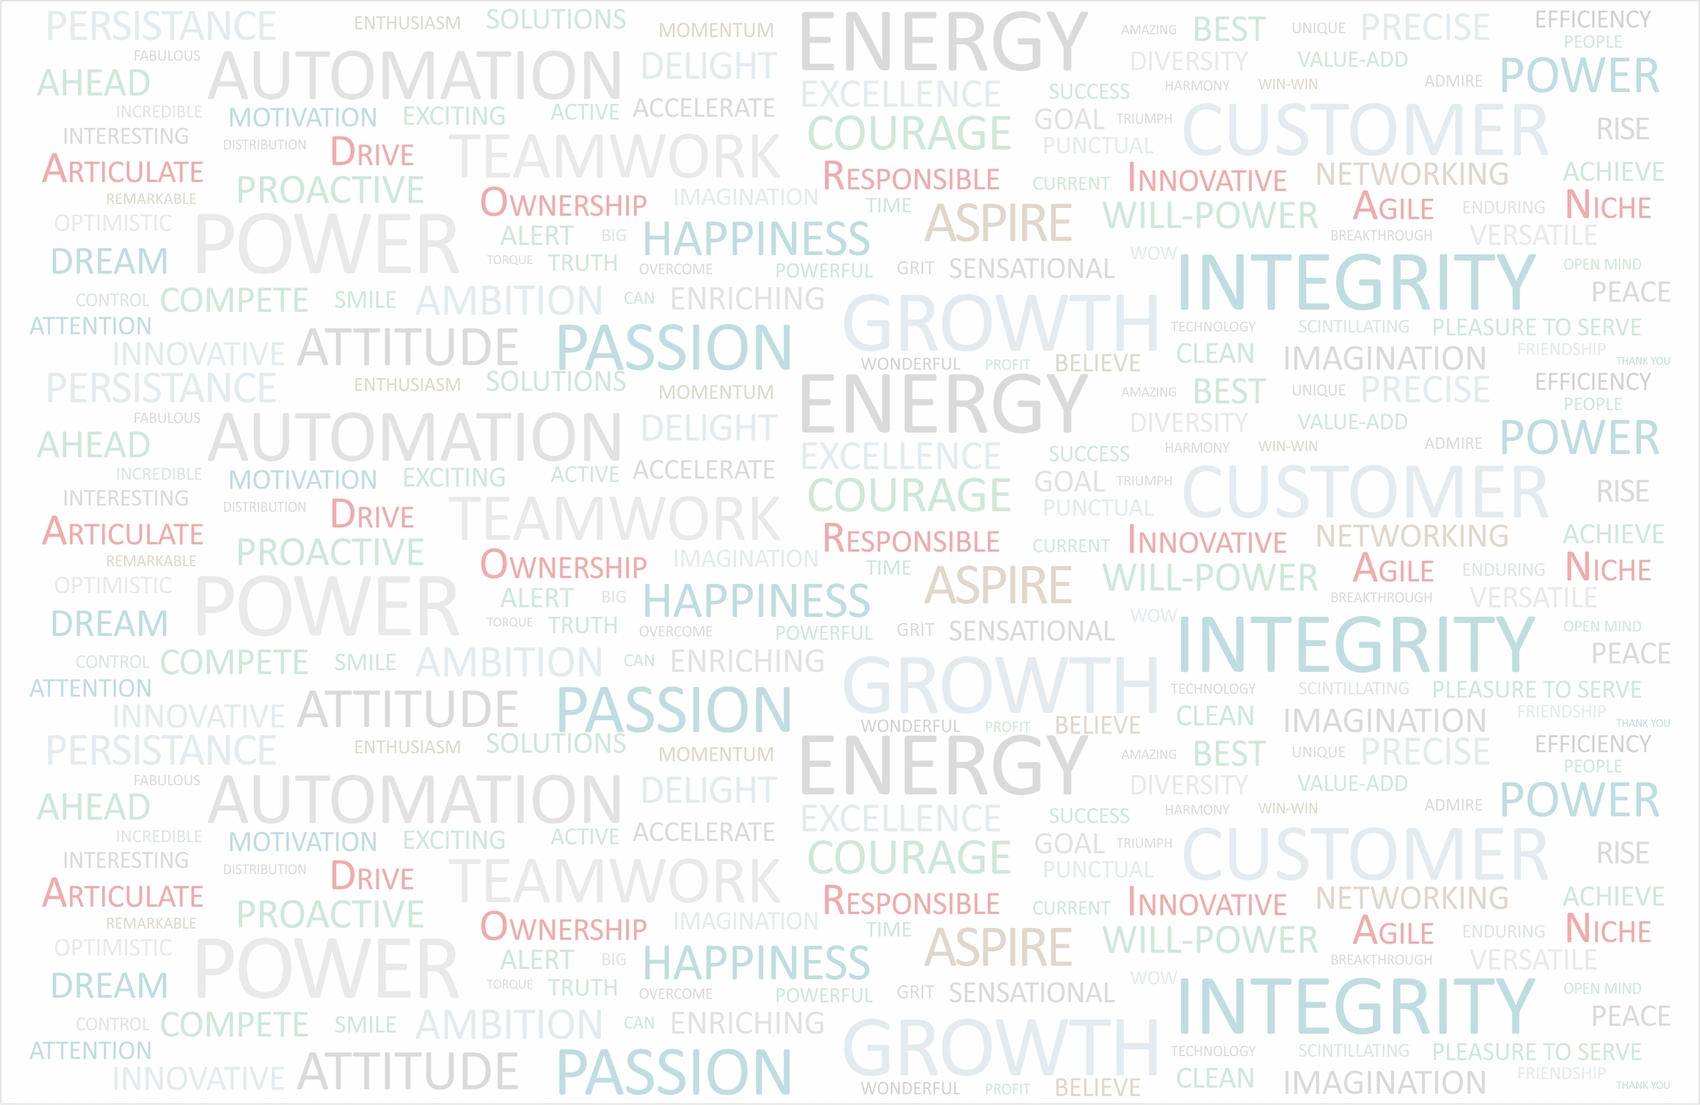 PERSISTANCE ENTHUSIASM SOLUTIONS MOMENTUM ENERGY AMAZING BEST UNIQUE PRECISE EFFICIENCY
FABULOUS AUTOMATION DELIGHT DIVERSITY VALUE-ADD PEOPLE
AHEAD EXCELLENCE SUCCESS HARMONY WIN-WIN ADMIRE POWER
INCREDIBLE MOTIVATION EXCITING ACTIVE ACCELERATE COURAGE GOAL TRIUMPH CUSTOMER RISE
INTERESTING DISTRIBUTION DRIVE TEAMWORK PUNCTUAL
ARTICULATE PROACTIVE RESPONSIBLE CURRENT INNOVATIVE NETWORKING ACHIEVE
REMARKABLE OWNERSHIP IMAGINATION TIME ASPIRE WILL-POWER AGILE ENDURING NICHE
OPTIMISTIC POWER ALERT BIG HAPPINESS BREAKTHROUGH VERSATILE
DREAM TORQUE TRUTH OVERCOME POWERFUL GRIT SENSATIONAL WOW INTEGRITY OPEN MIND
CONTROL COMPETE SMILE AMBITION CAN ENRICHING GROWTH PEACE
ATTENTION TECHNOLOGY SCINTILLATING PLEASURE TO SERVE
INNOVATIVE ATTITUDE PASSION WONDERFUL PROFIT BELIEVE CLEAN IMAGINATION FRIENDSHIP THANK YOU
PERSISTANCE ENTHUSIASM SOLUTIONS MOMENTUM ENERGY AMAZING BEST UNIQUE PRECISE EFFICIENCY
FABULOUS AUTOMATION DELIGHT DIVERSITY VALUE-ADD PEOPLE
AHEAD EXCELLENCE SUCCESS HARMONY WIN-WIN ADMIRE POWER
INCREDIBLE MOTIVATION EXCITING ACTIVE ACCELERATE COURAGE GOAL TRIUMPH CUSTOMER RISE
INTERESTING DISTRIBUTION DRIVE TEAMWORK PUNCTUAL
ARTICULATE PROACTIVE RESPONSIBLE CURRENT INNOVATIVE NETWORKING ACHIEVE
REMARKABLE OWNERSHIP IMAGINATION TIME ASPIRE WILL-POWER AGILE ENDURING NICHE
OPTIMISTIC POWER ALERT BIG HAPPINESS BREAKTHROUGH VERSATILE
DREAM TORQUE TRUTH OVERCOME POWERFUL GRIT SENSATIONAL WOW INTEGRITY OPEN MIND
CONTROL COMPETE SMILE AMBITION CAN ENRICHING GROWTH PEACE
ATTENTION TECHNOLOGY SCINTILLATING PLEASURE TO SERVE
INNOVATIVE ATTITUDE PASSION WONDERFUL PROFIT BELIEVE CLEAN IMAGINATION FRIENDSHIP THANK YOU
PERSISTANCE ENTHUSIASM SOLUTIONS MOMENTUM ENERGY AMAZING BEST UNIQUE PRECISE EFFICIENCY
FABULOUS AUTOMATION DELIGHT DIVERSITY VALUE-ADD PEOPLE
AHEAD EXCELLENCE SUCCESS HARMONY WIN-WIN ADMIRE POWER
INCREDIBLE MOTIVATION EXCITING ACTIVE ACCELERATE COURAGE GOAL TRIUMPH CUSTOMER RISE
INTERESTING DISTRIBUTION DRIVE TEAMWORK PUNCTUAL
ARTICULATE PROACTIVE RESPONSIBLE CURRENT INNOVATIVE NETWORKING ACHIEVE
REMARKABLE OWNERSHIP IMAGINATION TIME ASPIRE WILL-POWER AGILE ENDURING NICHE
OPTIMISTIC POWER ALERT BIG HAPPINESS BREAKTHROUGH VERSATILE
DREAM TORQUE TRUTH OVERCOME POWERFUL GRIT SENSATIONAL WOW INTEGRITY OPEN MIND
CONTROL COMPETE SMILE AMBITION CAN ENRICHING GROWTH PEACE
ATTENTION TECHNOLOGY SCINTILLATING PLEASURE TO SERVE
INNOVATIVE ATTITUDE PASSION WONDERFUL PROFIT BELIEVE CLEAN IMAGINATION FRIENDSHIP THANK YOU